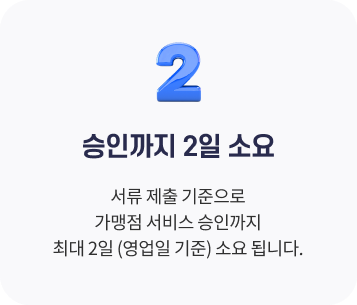 2
승인까지 2일 소요
서류 제출 기준으로
가맹점 서비스 승인까지
최대 2일 (영업일 기준) 소요 됩니다.